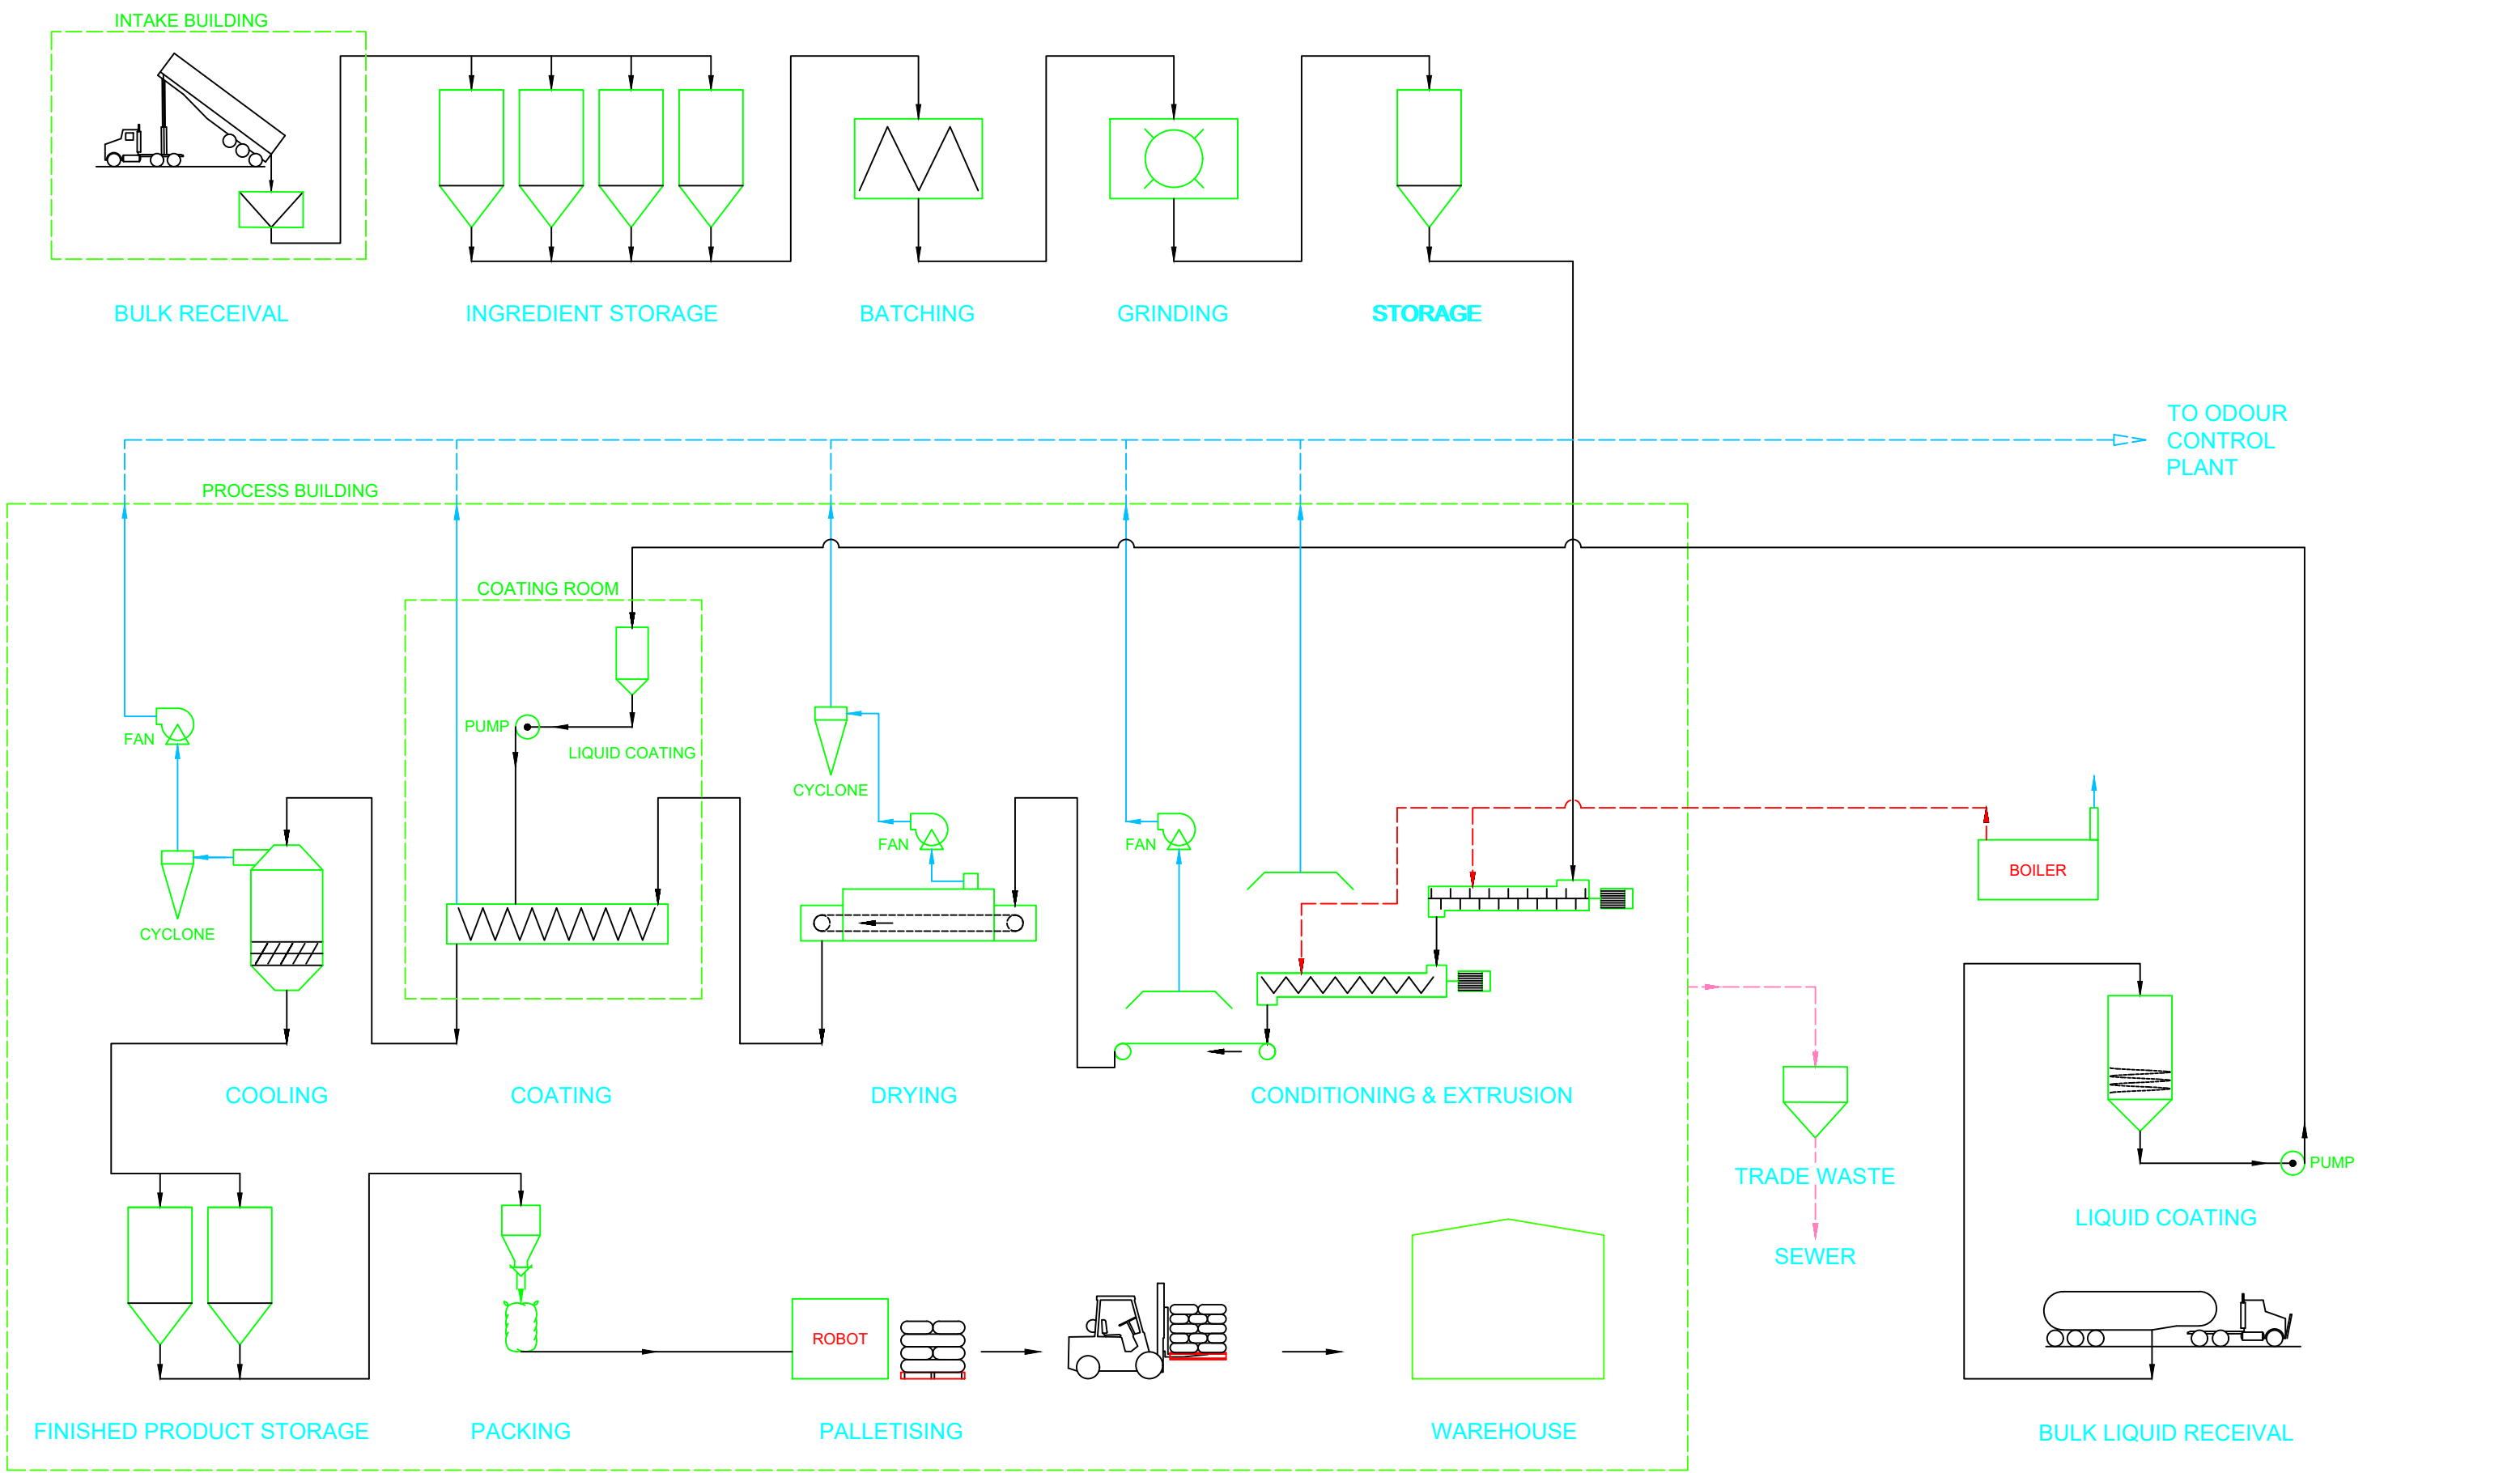 INTAKE BUILDING
BULK RECEIVAL
INGREDIENT STORAGE
BATCHING
GRINDING
STORAGE
TO ODOUR
CONTROL
PLANT
PROCESS BUILDING
COATING ROOM
PUMP
LIQUID COATING
FAN
CYCLONE
FAN
FAN
CYCLONE
BOILER
COOLING
COATING
DRYING
CONDITIONING & EXTRUSION
PUMP
TRADE WASTE
LIQUID COATING
SEWER
ROBOT
FINISHED PRODUCT STORAGE
PACKING
PALLETISING
WAREHOUSE
BULK LIQUID RECEIVAL